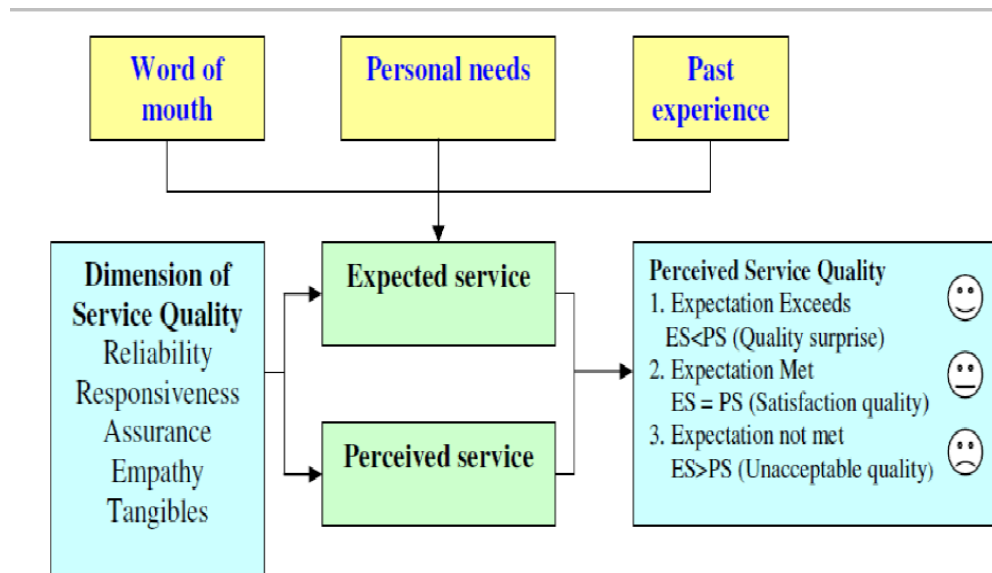 Word of
mouth
Personal needs
Past
experience
Dimension of
Service Quality
Reliability
Responsiveness
Assurance
Empathy
Tangibles
Expected service
Perceived service
Perceived Service Quality
1. Expectation Exceeds
ES<PS (Quality surprise)
2. Expectation Met
ES = PS (Satisfaction quality)
3. Expectation not met
ES>PS (Unacceptable quality)